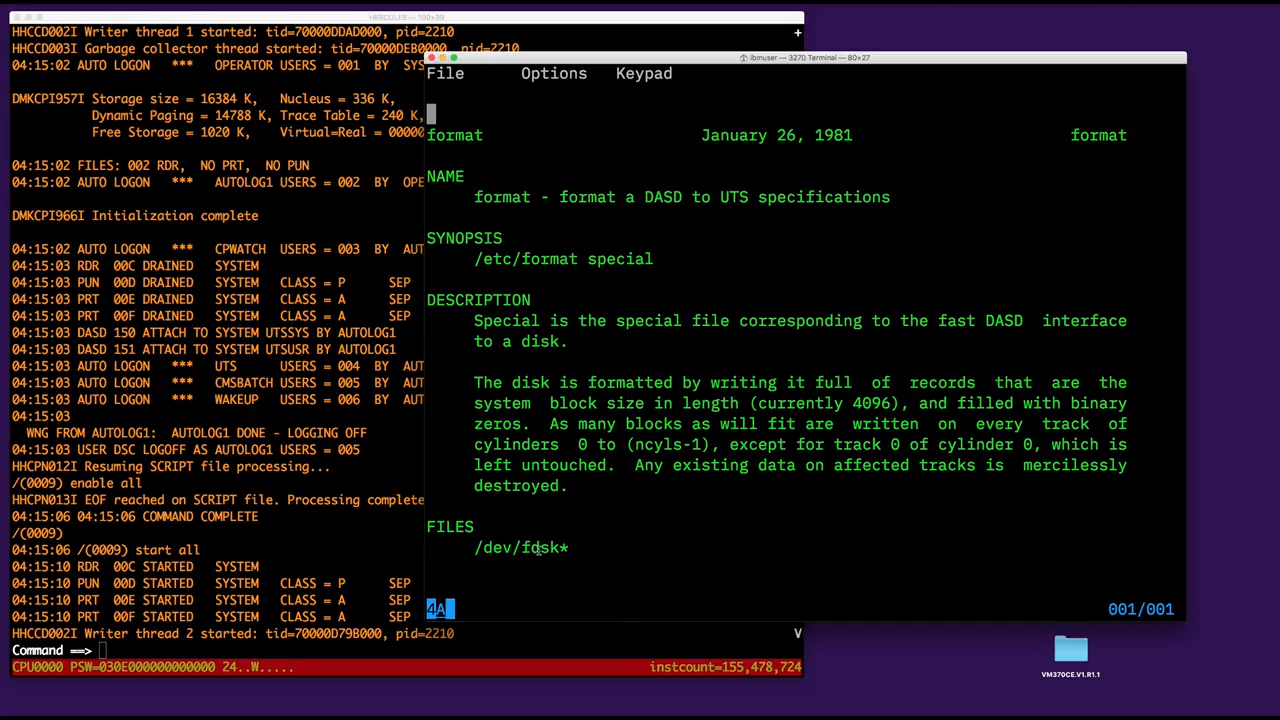 HERCULES — 109×39
HHCCD002I Writer thread 1 started: tid=70000DDAD000, pid=2210
+
HHCCD003I Garbage collector thread started: tid=70000DEB0000, pid=2210
04:15:02 AUTO LOGON   ***   OPERATOR USERS = 001  BY  SYS
DMKCPI957I Storage size = 16384 K,   Nucleus = 336 K,
Dynamic Paging = 14788 K, Trace Table = 240 K,
Free Storage = 1020 K,   Virtual=Real = 00000
04:15:02 FILES: 002 RDR,  NO PRT,  NO PUN
04:15:02 AUTO LOGON   ***   AUTOLOG1 USERS = 002  BY  OPE
DMKCPI966I Initialization complete
04:15:02 AUTO LOGON   ***   CPWATCH  USERS = 003  BY  AUT
04:15:03 RDR  00C DRAINED   SYSTEM
04:15:03 PUN  00D DRAINED   SYSTEM   CLASS = P     SEP
04:15:03 PRT  00E DRAINED   SYSTEM   CLASS = A     SEP
04:15:03 PRT  00F DRAINED   SYSTEM   CLASS = A     SEP
04:15:03 DASD 150 ATTACH TO SYSTEM UTSSYS BY AUTOLOG1
04:15:03 DASD 151 ATTACH TO SYSTEM UTSUSR BY AUTOLOG1
04:15:03 AUTO LOGON   ***   UTS      USERS = 004  BY  AUT
04:15:03 AUTO LOGON   ***   CMSBATCH USERS = 005  BY  AUT
04:15:03 AUTO LOGON   ***   WAKEUP   USERS = 006  BY  AUT
04:15:03
WNG FROM AUTOLOG1:  AUTOLOG1 DONE - LOGGING OFF
04:15:03 USER DSC LOGOFF AS AUTOLOG1 USERS = 005
HHCPN012I Resuming SCRIPT file processing...
/(0009) enable all
HHCPN013I EOF reached on SCRIPT file. Processing complete
04:15:06 04:15:06 COMMAND COMPLETE
/(0009)
04:15:06 /(0009) start all
04:15:10 RDR  00C STARTED   SYSTEM
04:15:10 PUN  00D STARTED   SYSTEM   CLASS = P     SEP
04:15:10 PRT  00E STARTED   SYSTEM   CLASS = A     SEP
04:15:10 PRT  00F STARTED   SYSTEM   CLASS = A     SEP
HHCCD002I Writer thread 2 started: tid=70000D79B000, pid=2210
V
Command ==>
CPU0000 PSW=030E000000000000 24..W.....   instcount=155,478,724
ibmuser — 3270 Terminal — 80×27
File   Options   Keypad
format   January 26, 1981   format
NAME
format - format a DASD to UTS specifications
SYNOPSIS
/etc/format special
DESCRIPTION
Special is the special file corresponding to the fast DASD  interface
to a disk.
The disk is formatted by writing it full  of  records  that  are  the
system  block size in length (currently 4096), and filled with binary
zeros.  As many blocks as will fit are  written  on  every  track  of
cylinders  0 to (ncyls-1), except for track 0 of cylinder 0, which is
left untouched.  Any existing data on affected tracks is  mercilessly
destroyed.
FILES
/dev/fdsk*
4A   001/001
VM370CE.V1.R1.1